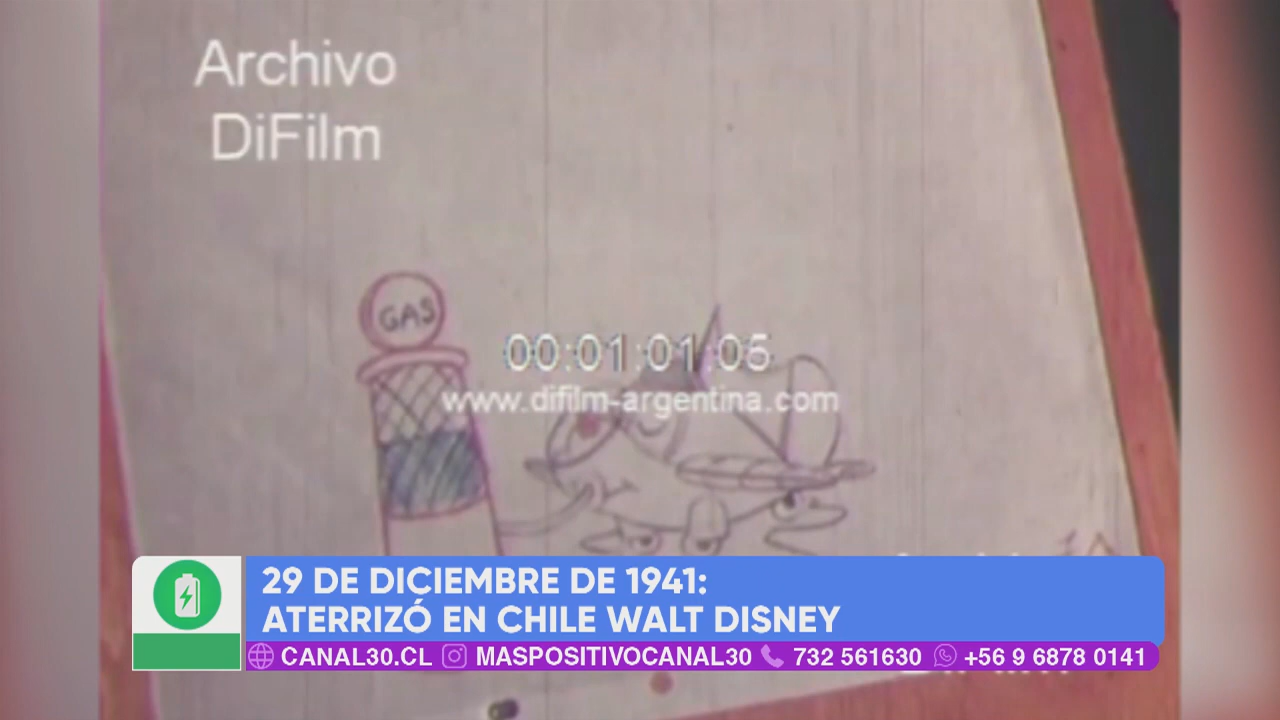 Archivo
DiFilm
GAS
00:01:01:05
www.difilm-argentina.com
29 DE DICIEMBRE DE 1941:
ATERRIZÓ EN CHILE WALT DISNEY
CANAL30.CL MASPOSITIVOCANAL30 732 561630 +56 9 6878 0141